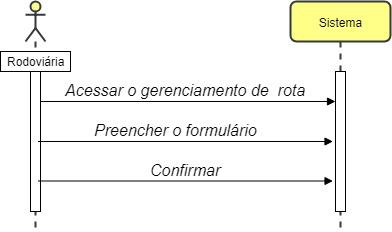 Sistema
Rodoviária
Acessar o gerenciamento de rota
Preencher o formulário
Confirmar